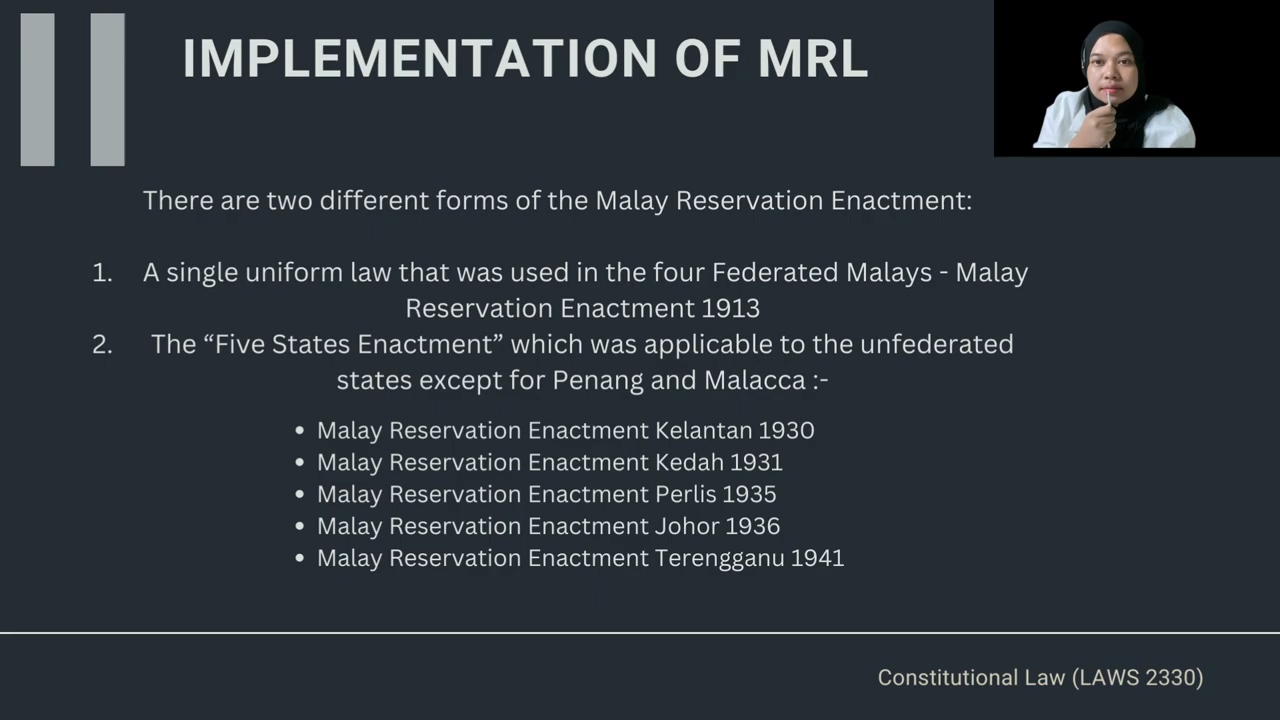 IMPLEMENTATION OF MRL
There are two different forms of the Malay Reservation Enactment:
1. A single uniform law that was used in the four Federated Malays - Malay
Reservation Enactment 1913
2. The “Five States Enactment” which was applicable to the unfederated
states except for Penang and Malacca :-
• Malay Reservation Enactment Kelantan 1930
• Malay Reservation Enactment Kedah 1931
• Malay Reservation Enactment Perlis 1935
• Malay Reservation Enactment Johor 1936
• Malay Reservation Enactment Terengganu 1941
Constitutional Law (LAWS 2330)